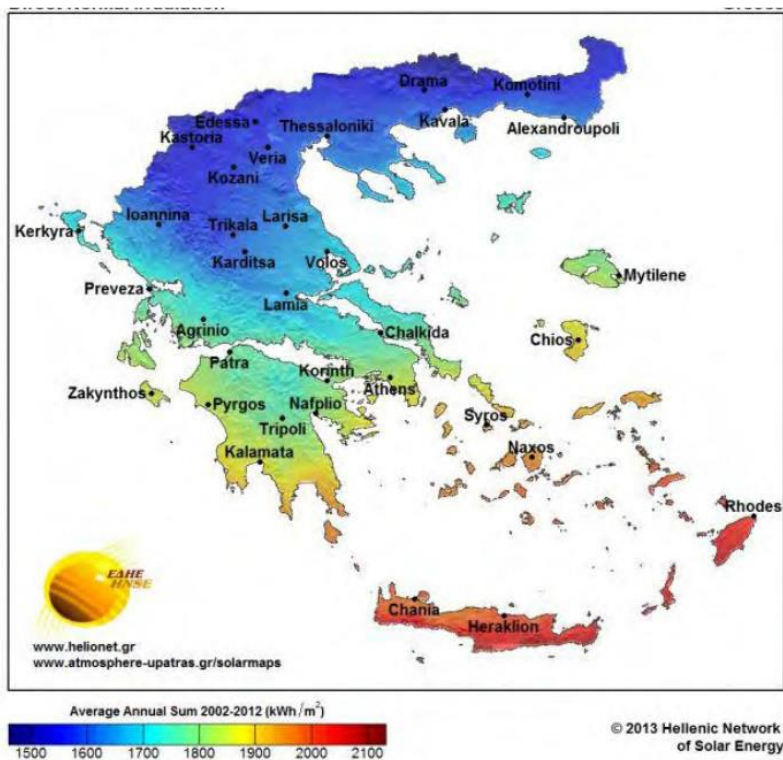 Drama
Komotini
Edessa
Thessaloniki
Kavala
Alexandroupoli
Kastoria
Veria
Kozani
Ioannina
Trikala
Larisa
Kerkyra
Karditsa
Volos
Mytilene
Preveza
Lamia
Agrinio
Chalkida
Chios
Patra
Korinth
Athens
Zakynthos
Pyrgos
Nafplio
Syros
Tripoli
Kalamata
Naxos
Rhodes
ΕΔΗΕ
HNSE
Chania
Heraklion
www.helionet.gr
www.atmosphere-upatras.gr/solarmaps
Average Annual Sum 2002-2012 (kWh/m²)
1500 1600 1700 1800 1900 2000 2100
© 2013 Hellenic Network
of Solar Energy